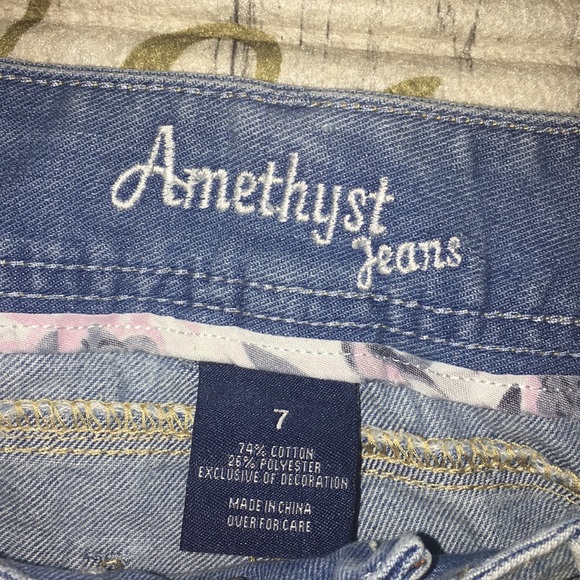 Amethyst
Jeans
7
74% COTTON
26% POLYESTER
EXCLUSIVE OF DECORATION
MADE IN CHINA
OVER FOR CARE